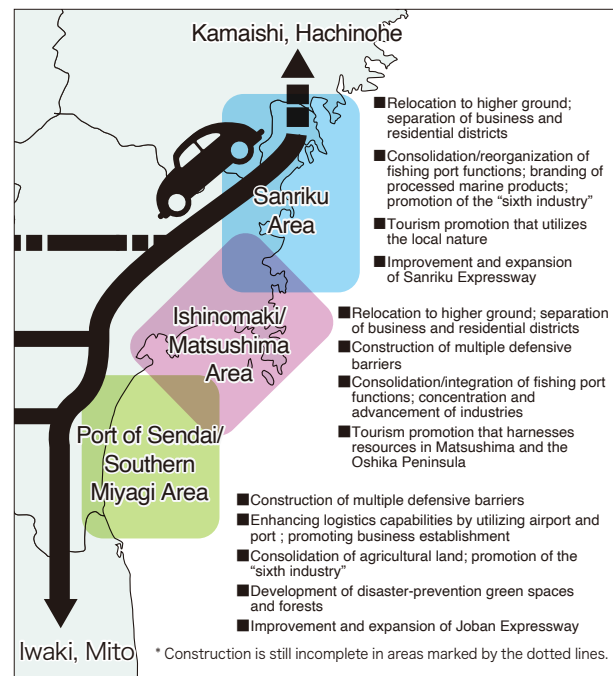 Kamaishi, Hachinohe
Sanriku
Area
■Relocation to higher ground;
separation of business and
residential districts
■Consolidation/reorganization of
fishing port functions; branding of
processed marine products;
promotion of the “sixth industry”
■Tourism promotion that utilizes
the local nature
■Improvement and expansion
of Sanriku Expressway
Ishinomaki/
Matsushima
Area
■Relocation to higher ground; separation
of business and residential districts
■Construction of multiple defensive
barriers
■Consolidation/integration of fishing port
functions; concentration and
advancement of industries
■Tourism promotion that harnesses
resources in Matsushima and the
Oshika Peninsula
Port of Sendai/
Southern
Miyagi Area
■Construction of multiple defensive barriers
■Enhancing logistics capabilities by utilizing airport and
port ; promoting business establishment
■Consolidation of agricultural land; promotion of the
“sixth industry”
■Development of disaster-prevention green spaces
and forests
■Improvement and expansion of Joban Expressway
Iwaki, Mito
* Construction is still incomplete in areas marked by the dotted lines.